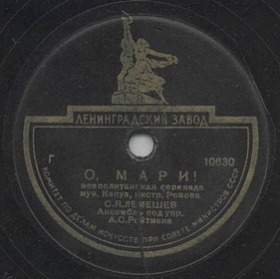 ЛЕНИНГРАДСКИЙ ЗАВОД
Г
10630
О, МАРИ!
неаполитанская серенада
муз. Капуа, инстр. Рокова
С.Я.ЛЕМЕШЕВ
Ансамбль под упр.
А.С.Рейтмана
КОМИТЕТ ПО ДЕЛАМ ИСКУССТВ ПРИ СОВЕТЕ МИНИСТРОВ СССР